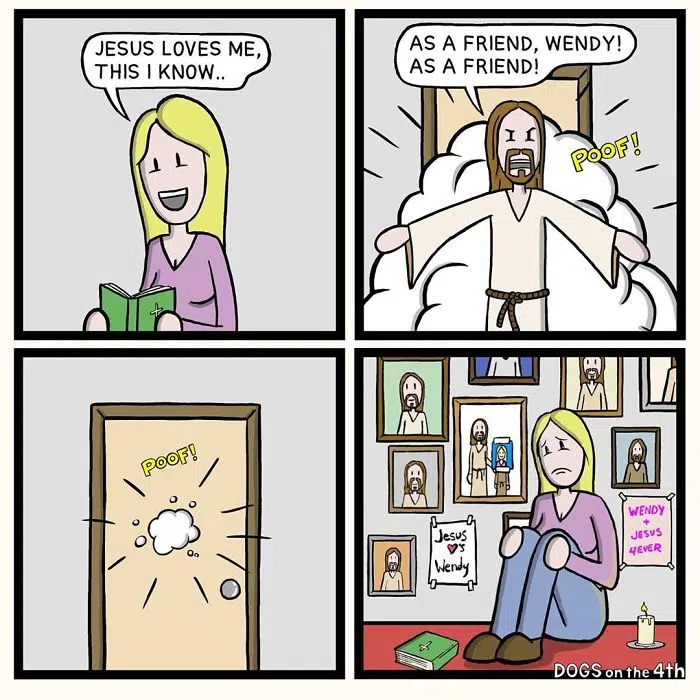 JESUS LOVES ME,
THIS I KNOW..
AS A FRIEND, WENDY!
AS A FRIEND!
POOF!
POOF!
Jesus
♥'s
Wendy
WENDY
+
JESUS
4EVER
DOGS on the 4th